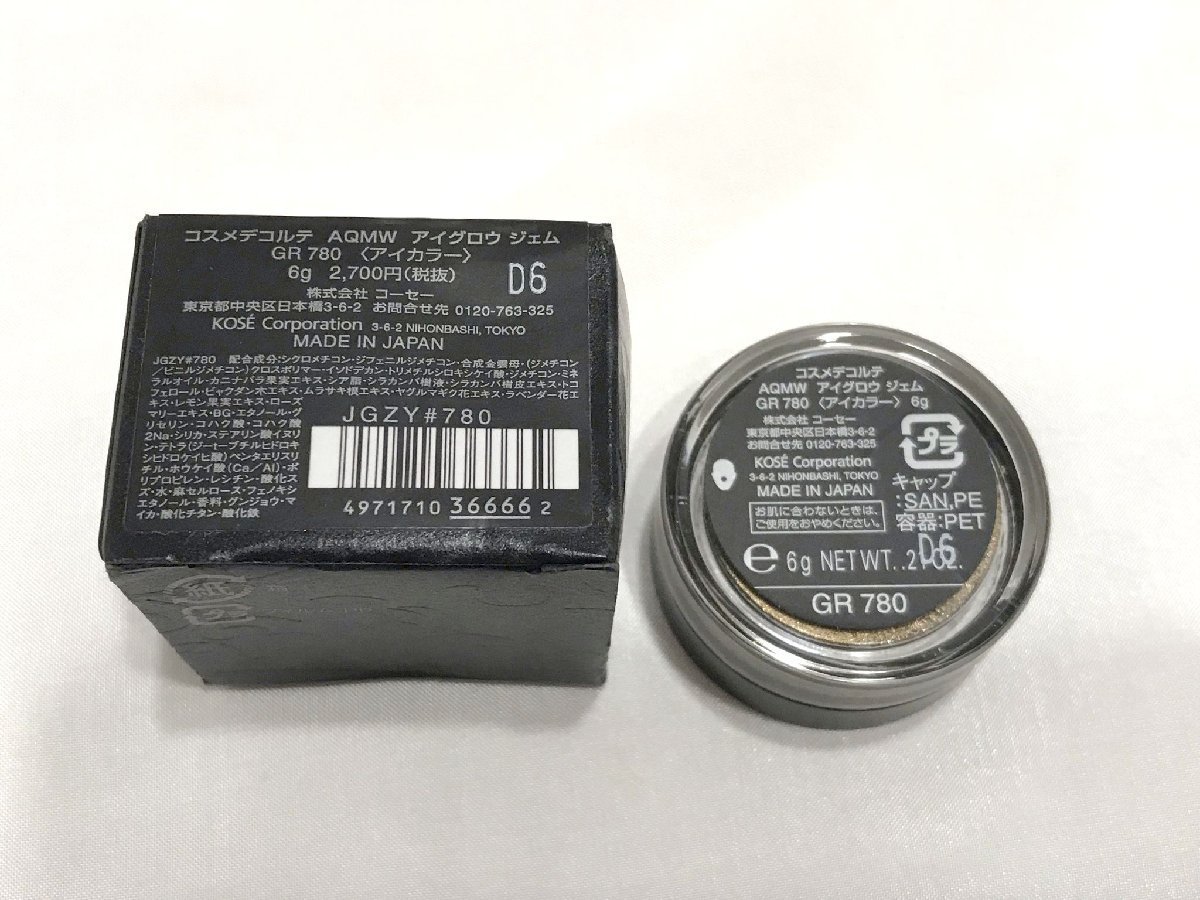 コスメデコルテ AQMW アイグロウ ジェム
GR 780 〈アイカラー〉
6g 2,700円(税抜)
D6
株式会社 コーセー
東京都中央区日本橋3-6-2 お問合せ先 0120-763-325
KOSÉ Corporation 3-6-2 NIHONBASHI, TOKYO
MADE IN JAPAN
JGZY#780 配合成分:シクロメチコン・ジフェニルジメチコン・合成金雲母・(ジメチコン
/ビニルジメチコン)クロスポリマー・イソドデカン・トリメチルシロキシケイ酸・ジメチコン・ミネ
ラルオイル・カニナバラ果実エキス・シア脂・シラカンバ樹液・シラカンバ樹皮エキス・トコ
フェロール・ビャクダン木エキス・ムラサキ根エキス・ヤグルマギク花エキス・ラベンダー花エ
キス・レモン果実エキス・ローズ
マリーエキス・BG・エタノール・グ
リセリン・コハク酸・コハク酸
2Na・シリカ・ステアリン酸イヌリ
ン・テトラ(ジ-t-ブチルヒドロキ
シヒドロケイヒ酸)ペンタエリスリ
チル・ホウケイ酸(Ca/Al)・ポ
リプロピレン・レシチン・酸化ス
ズ・水・麻セルロース・フェノキシ
エタノール・香料・グンジョウ・マ
イカ・酸化チタン・酸化鉄
JGZY#780
4971710 36666 2
紙
コスメデコルテ
AQMW アイグロウ ジェム
GR 780 〈アイカラー〉 6g
株式会社 コーセー
東京都中央区日本橋3-6-2
お問合せ先 0120-763-325
KOSÉ Corporation
3-6-2 NIHONBASHI, TOKYO
MADE IN JAPAN
お肌に合わないときは、
ご使用をおやめください。
プラ
キャップ
:SAN,PE
容器:PET
D6
e 6g NET WT. .21 OZ.
GR 780